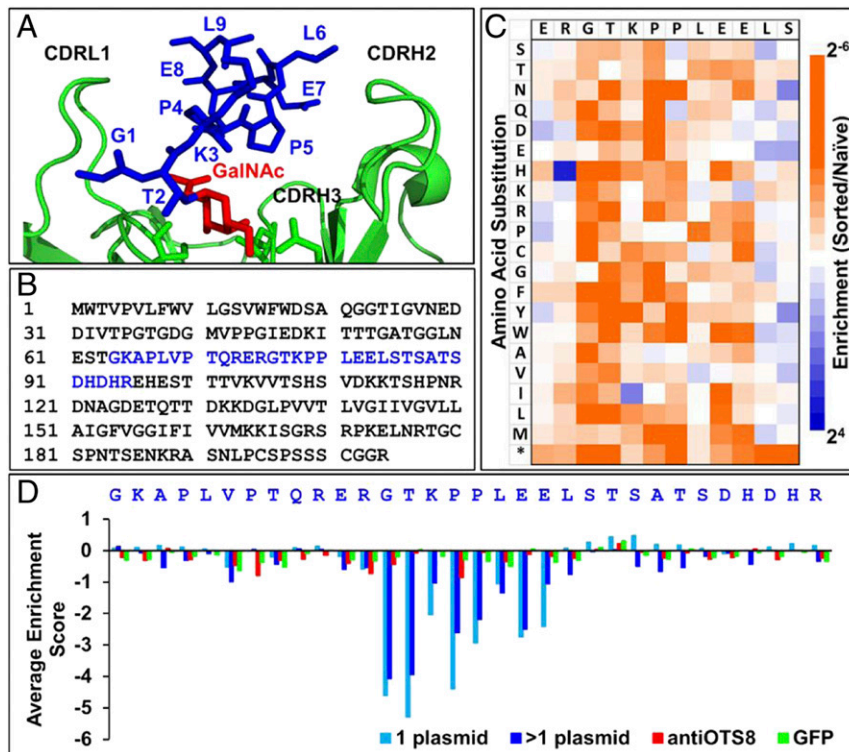 A
CDRL1
L9
L6
CDRH2
E8
E7
P4
G1
P5
K3
GalNAc
T2
CDRH3
B
1 MWTVPVLFWV LGSVWFWDSA QGGTIGVNED
31 DIVTPGTGDG MVPPGIEDKI TTTGATGGLN
61 ESTGKAPLVP TQRERGTKPP LEELSTSATS
91 DHDHREHEST TTVKVVTSHS VDKKTSHPNR
121 DNAGDETQTT DKKDGLPVVT LVGIIVGVLL
151 AIGFVGGIFI VVMKKISGRS RPKELNRTGC
181 SPNTSENKRA SNLPCSPSSS CGGR
C
E R G T K P P L E E L S
Amino Acid Substitution
S
T
N
Q
D
E
H
K
R
P
C
G
F
Y
W
A
V
I
L
M
*
2-6
Enrichment (Sorted/Naïve)
24
D
G K A P L V P T Q R E R G T K P P L E E L S T S A T S D H D H R
Average Enrichment
Score
1
0
-1
-2
-3
-4
-5
-6
1 plasmid
>1 plasmid
antiOTS8
GFP